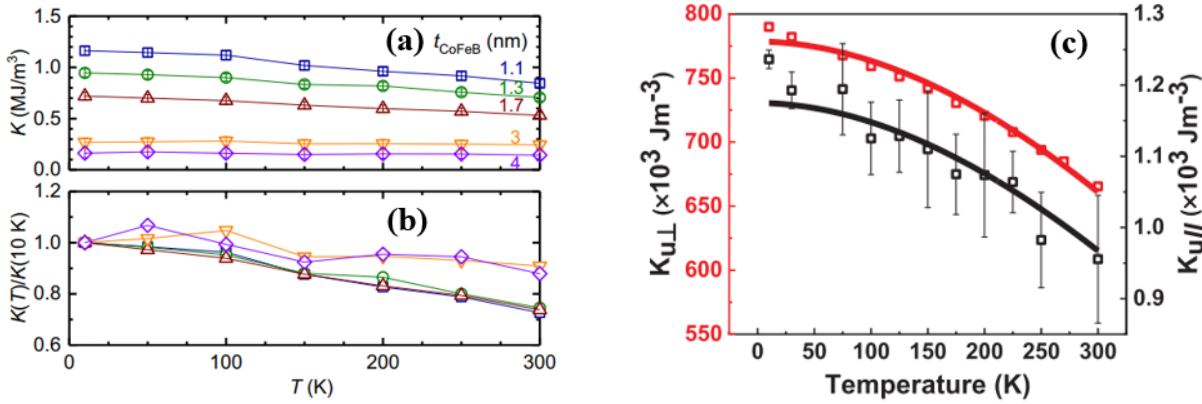 (a)
t_CoFeB (nm)
1.1
1.3
1.7
3
4
K (MJ/m³)
1.5
1.0
0.5
0.0
(b)
K(T)/K(10 K)
1.2
1.0
0.8
0.6
0 50 100 150 200 250 300
T (K)
(c)
K_u⊥ (×10³ Jm-³)
800
750
700
650
600
550
0 50 100 150 200 250 300
Temperature (K)
1.3
1.2
1.1
1.0
0.9
K_u// (×10³ Jm-³)